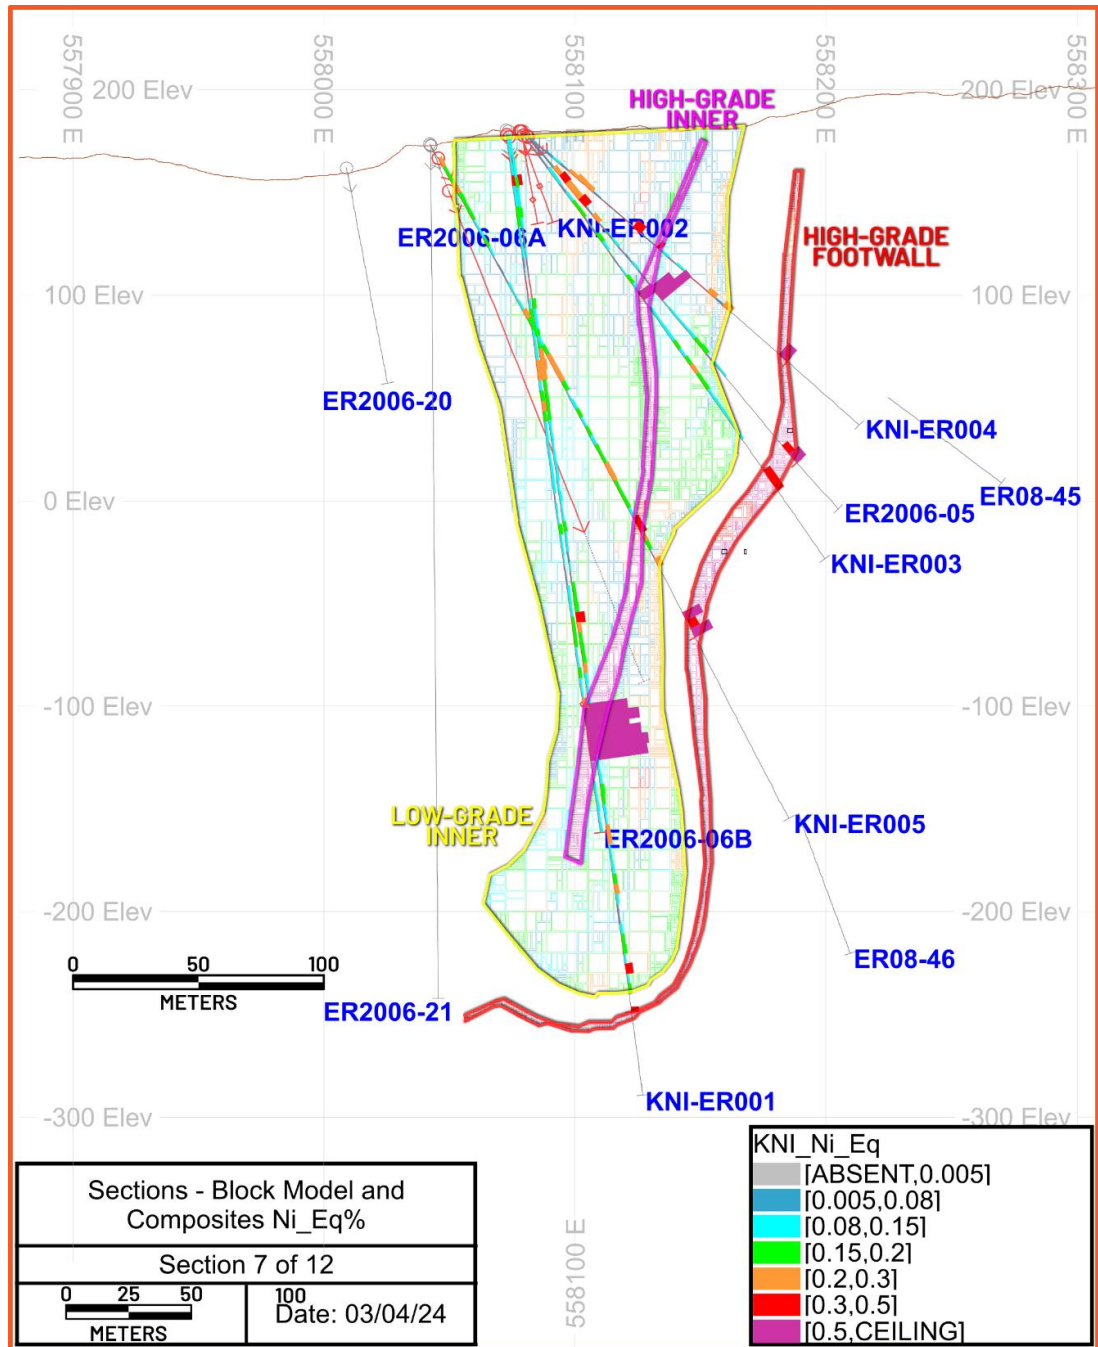 557900 E
558000 E
558100 E
558200 E
558300 E
200 Elev
200 Elev
HIGH-GRADE
INNER
ER2006-06A
KNI-ER002
HIGH-GRADE
FOOTWALL
100 Elev
100 Elev
ER2006-20
KNI-ER004
ER08-45
0 Elev
0 Elev
ER2006-05
KNI-ER003
-100 Elev
-100 Elev
LOW-GRADE
INNER
ER2006-06B
KNI-ER005
-200 Elev
-200 Elev
ER08-46
0 50 100
METERS
ER2006-21
KNI-ER001
-300 Elev
-300 Elev
558100 E
Sections - Block Model and
Composites Ni_Eq%
Section 7 of 12
0 25 50
METERS
100
Date: 03/04/24
KNI_Ni_Eq
[ABSENT,0.005]
[0.005,0.08]
[0.08,0.15]
[0.15,0.2]
[0.2,0.3]
[0.3,0.5]
[0.5,CEILING]